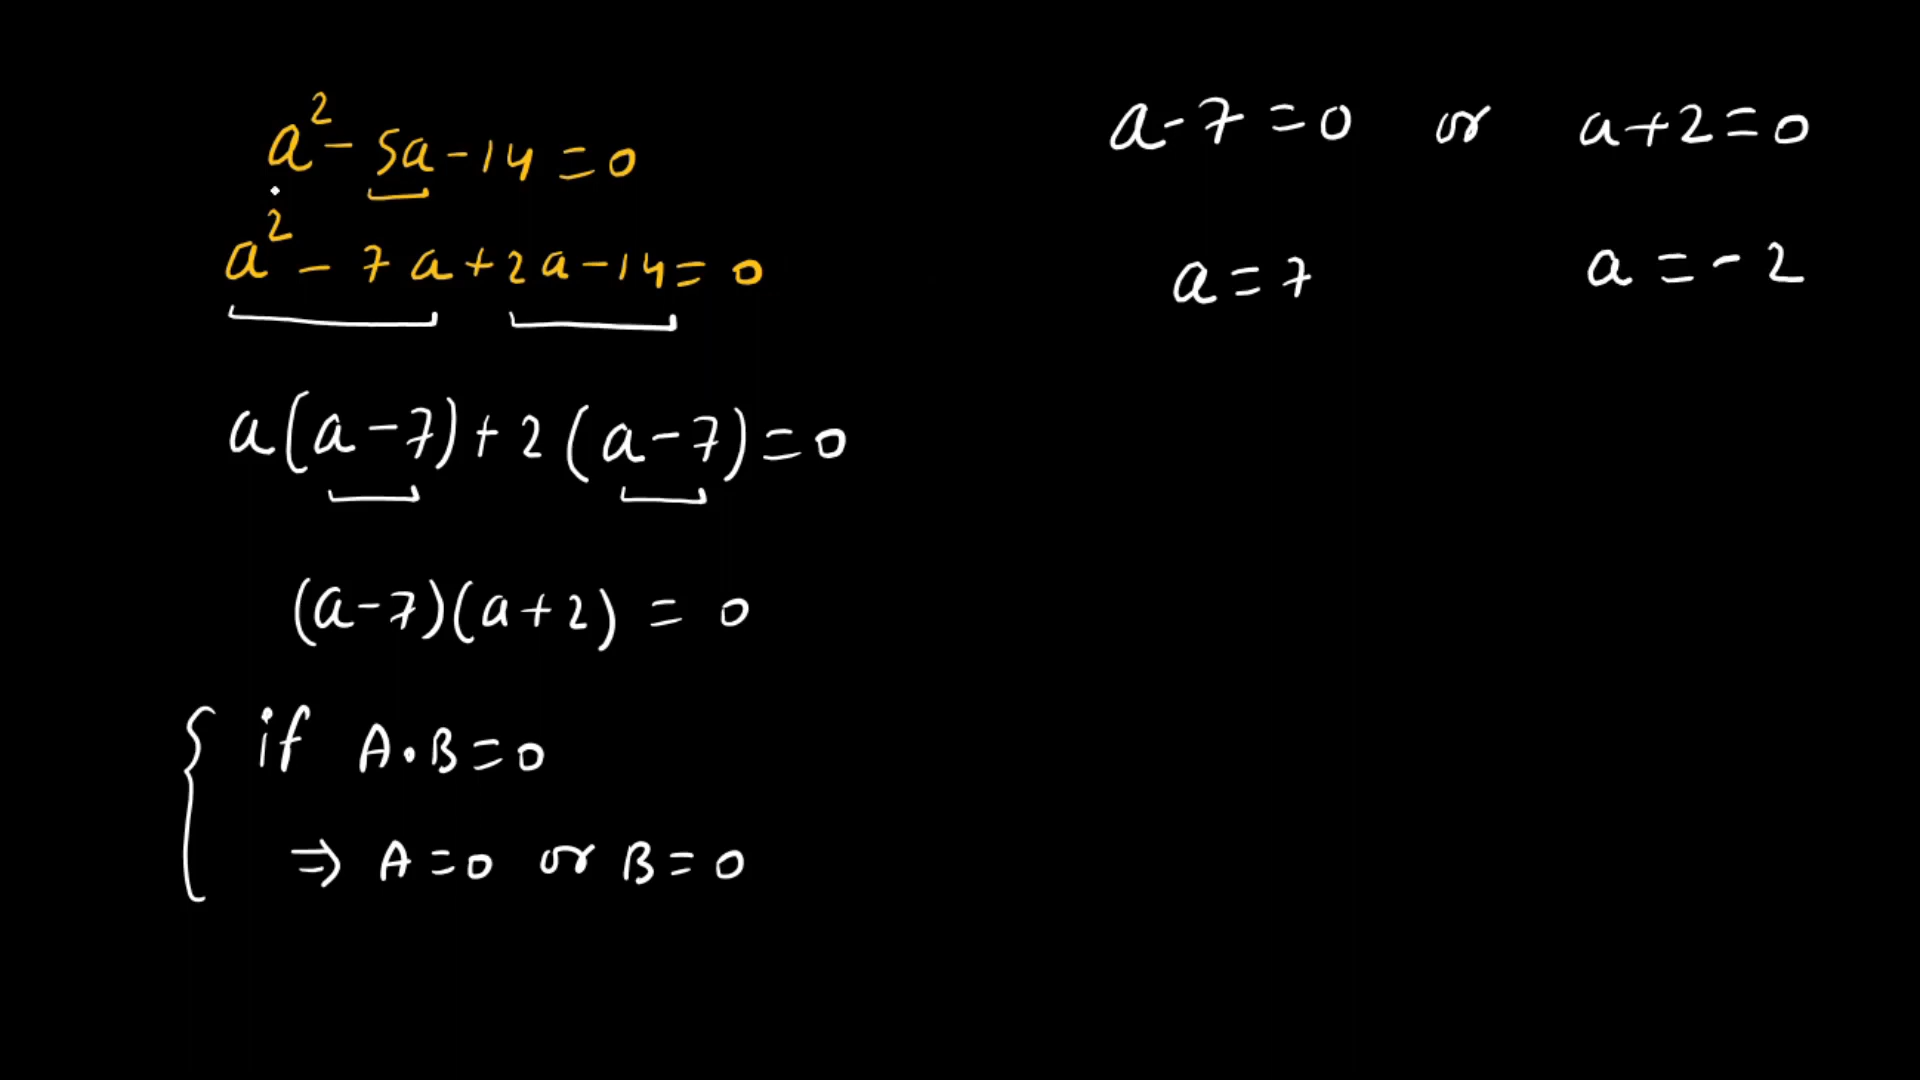 a² - 5a - 14 = 0
a² - 7a + 2a - 14 = 0
a(a - 7) + 2(a - 7) = 0
(a - 7)(a + 2) = 0
if A·B = 0
⇒ A = 0 or B = 0
a - 7 = 0 or a + 2 = 0
a = 7 a = -2